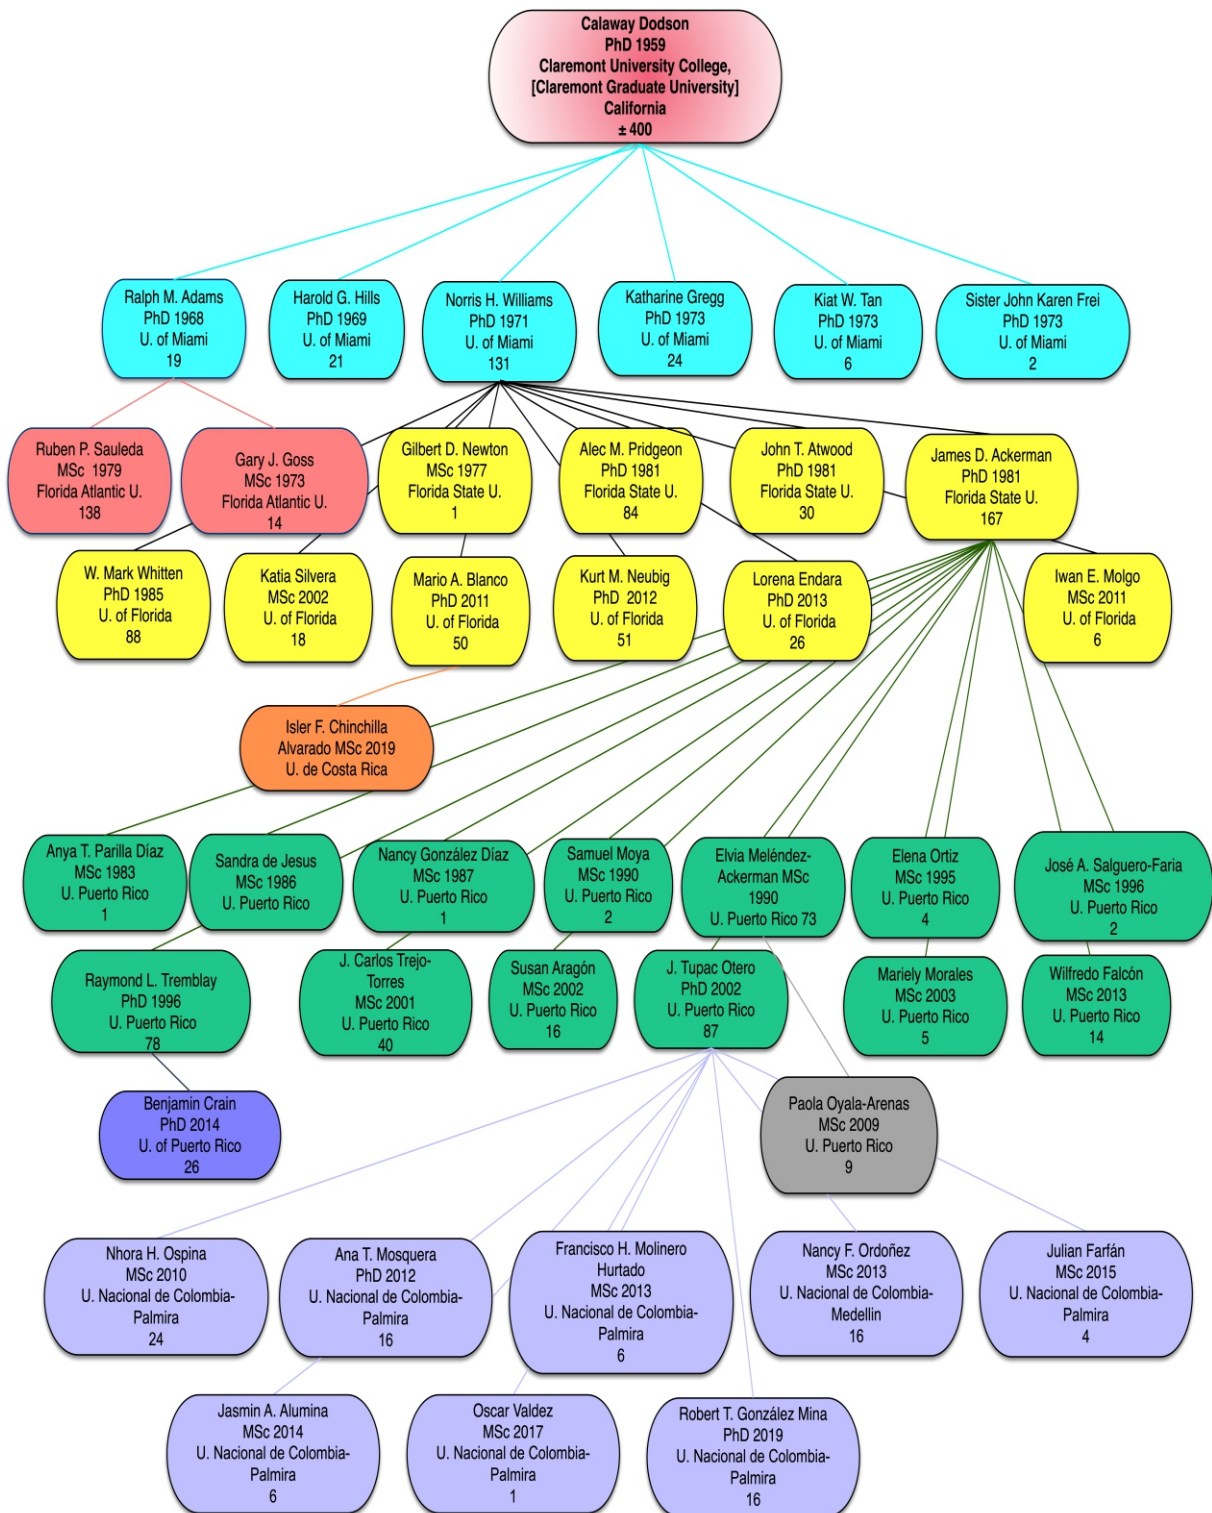 Calaway Dodson
PhD 1959
Claremont University College,
[Claremont Graduate University]
California
± 400
Ralph M. Adams
PhD 1968
U. of Miami
19
Harold G. Hills
PhD 1969
U. of Miami
21
Norris H. Williams
PhD 1971
U. of Miami
131
Katharine Gregg
PhD 1973
U. of Miami
24
Kiat W. Tan
PhD 1973
U. of Miami
6
Sister John Karen Frei
PhD 1973
U. of Miami
2
Ruben P. Sauleda
MSc 1979
Florida Atlantic U.
138
Gary J. Goss
MSc 1973
Florida Atlantic U.
14
Gilbert D. Newton
MSc 1977
Florida State U.
1
Alec M. Pridgeon
PhD 1981
Florida State U.
84
John T. Atwood
PhD 1981
Florida State U.
30
James D. Ackerman
PhD 1981
Florida State U.
167
W. Mark Whitten
PhD 1985
U. of Florida
88
Katia Silvera
MSc 2002
U. of Florida
18
Mario A. Blanco
PhD 2011
U. of Florida
50
Kurt M. Neubig
PhD 2012
U. of Florida
51
Lorena Endara
PhD 2013
U. of Florida
26
Iwan E. Molgo
MSc 2011
U. of Florida
6
Isler F. Chinchilla
Alvarado MSc 2019
U. de Costa Rica
Anya T. Parilla Díaz
MSc 1983
U. Puerto Rico
1
Sandra de Jesus
MSc 1986
U. Puerto Rico
Nancy González Díaz
MSc 1987
U. Puerto Rico
1
Samuel Moya
MSc 1990
U. Puerto Rico
2
Elvia Meléndez-
Ackerman MSc
1990
U. Puerto Rico 73
Elena Ortiz
MSc 1995
U. Puerto Rico
4
José A. Salguero-Faria
MSc 1996
U. Puerto Rico
2
Raymond L. Tremblay
PhD 1996
U. Puerto Rico
78
J. Carlos Trejo-
Torres
MSc 2001
U. Puerto Rico
40
Susan Aragón
MSc 2002
U. Puerto Rico
16
J. Tupac Otero
PhD 2002
U. Puerto Rico
87
Mariely Morales
MSc 2003
U. Puerto Rico
5
Wilfredo Falcón
MSc 2013
U. Puerto Rico
14
Benjamin Crain
PhD 2014
U. of Puerto Rico
26
Paola Oyala-Arenas
MSc 2009
U. Puerto Rico
9
Nhora H. Ospina
MSc 2010
U. Nacional de Colombia-
Palmira
24
Ana T. Mosquera
PhD 2012
U. Nacional de Colombia-
Palmira
16
Francisco H. Molinero
Hurtado
MSc 2013
U. Nacional de Colombia-
Palmira
6
Nancy F. Ordoñez
MSc 2013
U. Nacional de Colombia-
Medellin
16
Julian Farfán
MSc 2015
U. Nacional de Colombia-
Palmira
4
Jasmin A. Alumina
MSc 2014
U. Nacional de Colombia-
Palmira
6
Oscar Valdez
MSc 2017
U. Nacional de Colombia-
Palmira
1
Robert T. González Mina
PhD 2019
U. Nacional de Colombia-
Palmira
16